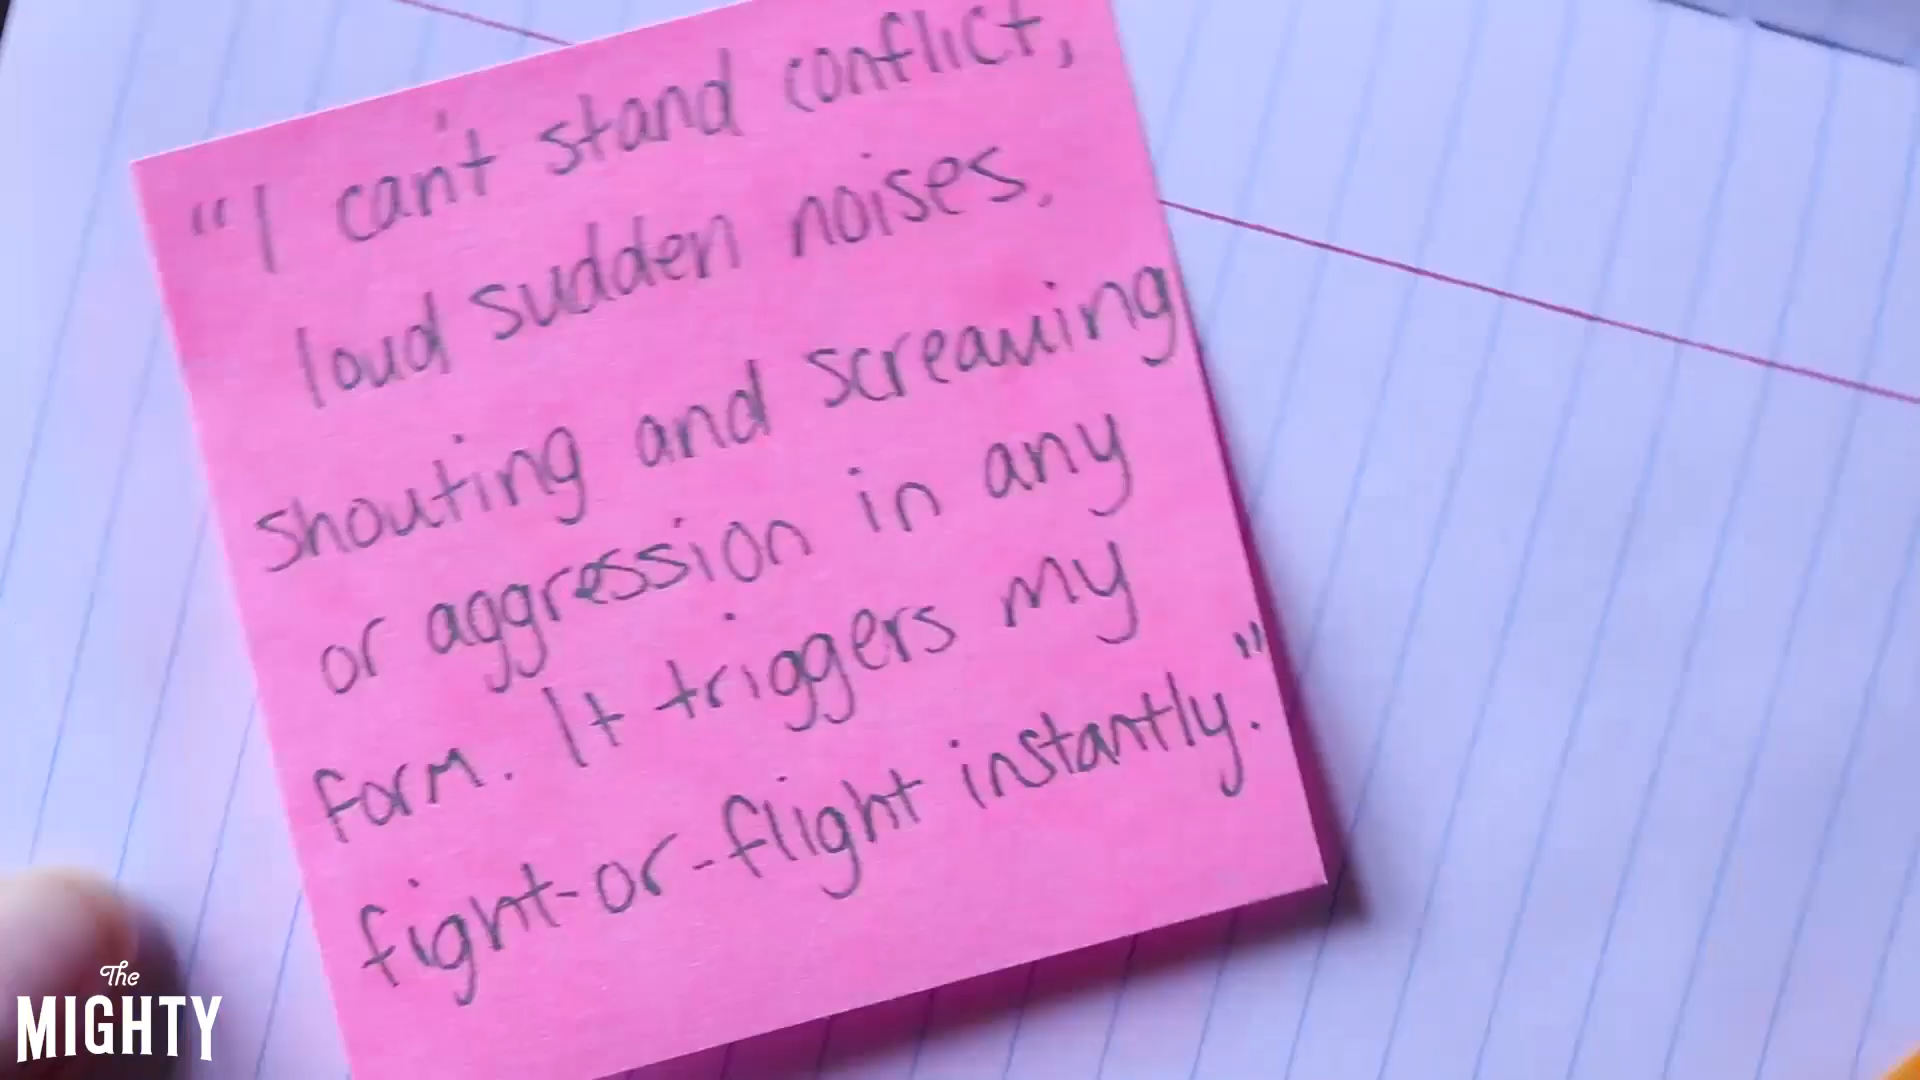 “I can't stand conflict,
loud sudden noises,
shouting and screaming
or aggression in any
form. It triggers my
fight-or-flight instantly.”
The
MIGHTY